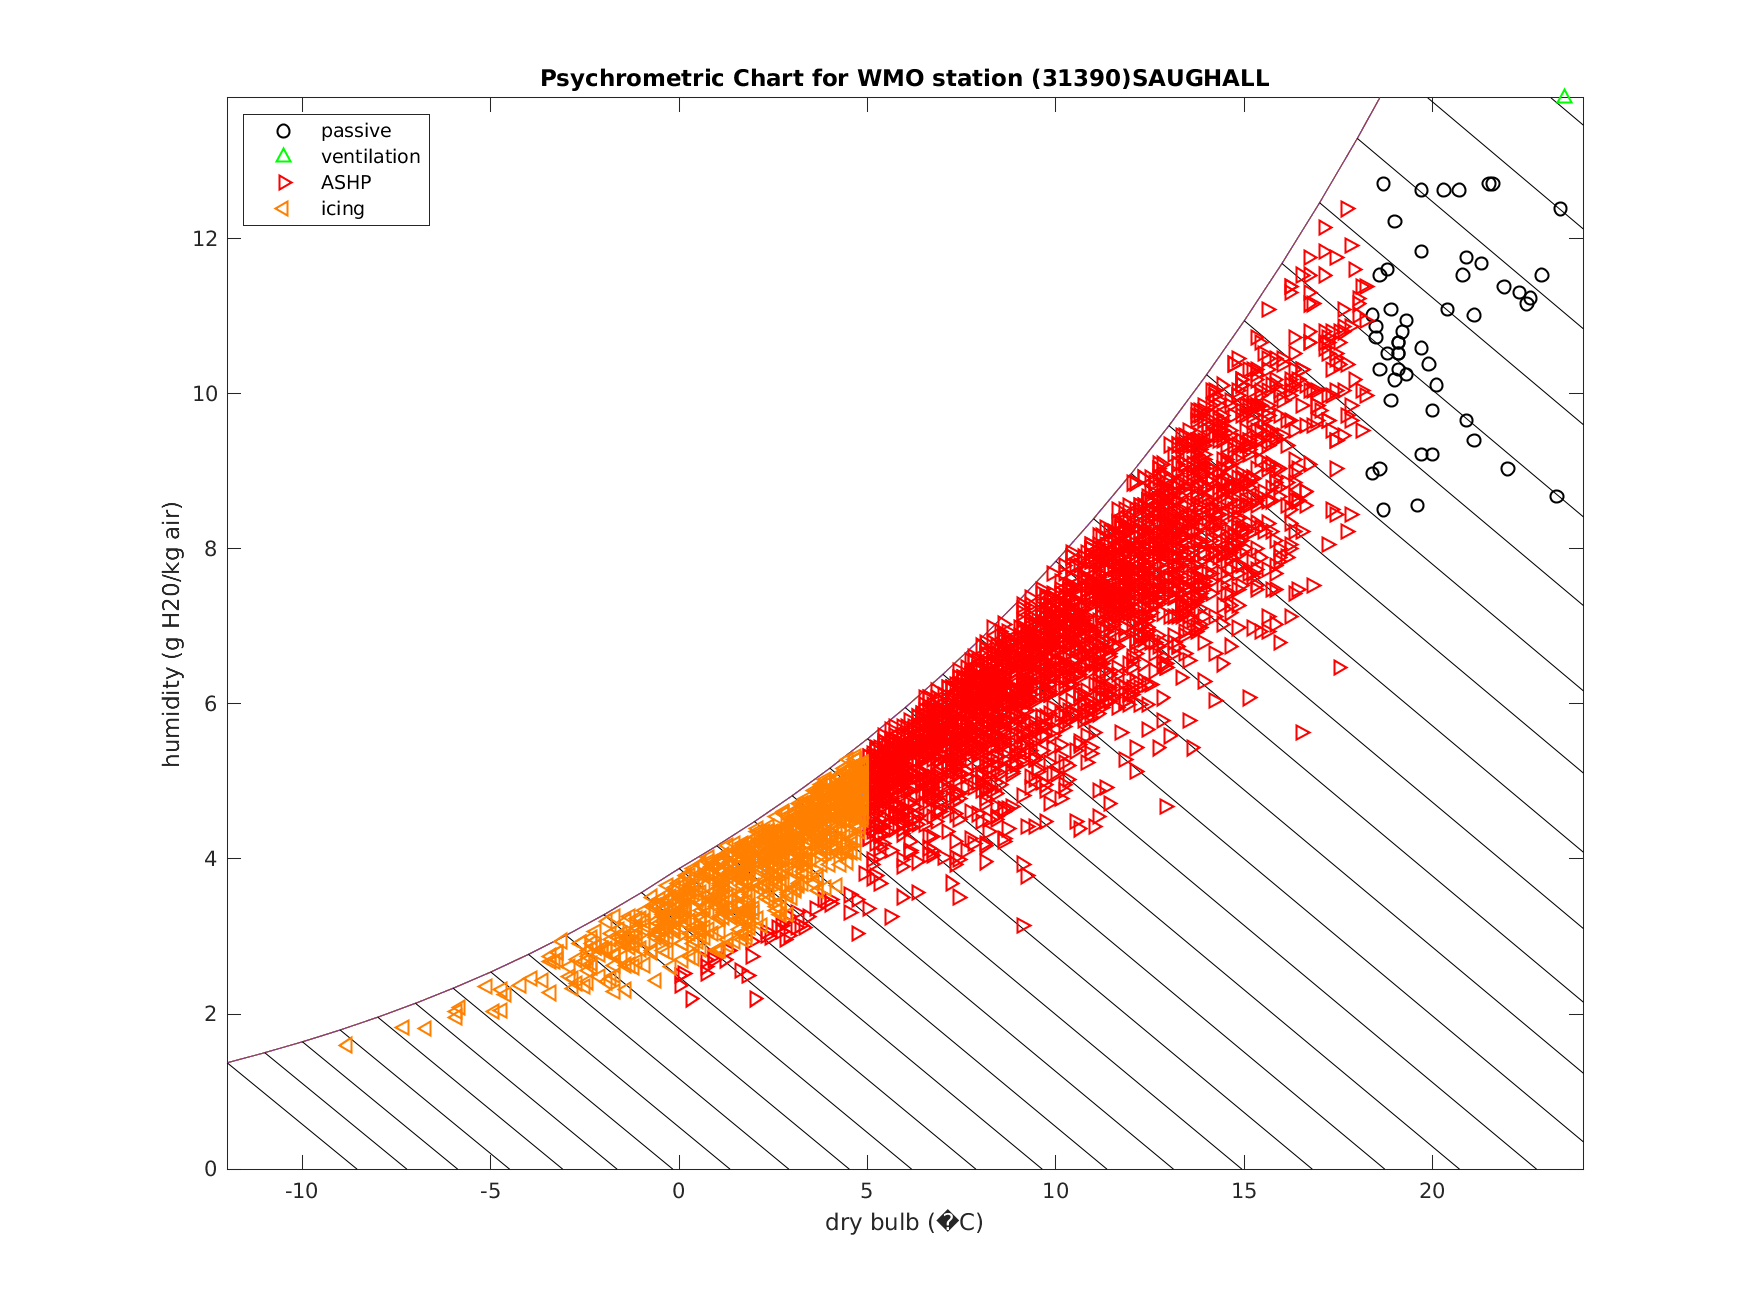 Psychrometric Chart for WMO station (31390)SAUGHALL
passive
ventilation
ASHP
icing
humidity (g H20/kg air)
12
10
8
6
4
2
0
-10 -5 0 5 10 15 20
dry bulb (�C)